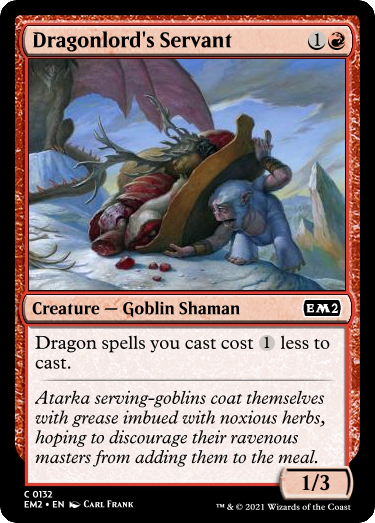 Dragonlord's Servant 1
Creature — Goblin Shaman EM2
Dragon spells you cast cost 1 less to
cast.
Atarka serving-goblins coat themselves
with grease imbued with noxious herbs,
hoping to discourage their ravenous
masters from adding them to the meal.
1/3
C 0132
EM2 • EN Carl Frank
™ & © 2021 Wizards of the Coast